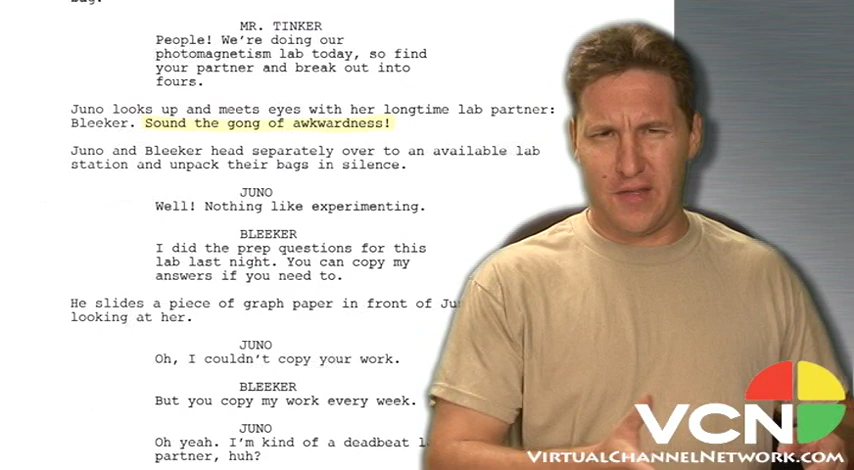 bag.
MR. TINKER
People! We're doing our
photomagnetism lab today, so find
your partner and break out into
fours.
Juno looks up and meets eyes with her longtime lab partner:
Bleeker. Sound the gong of awkwardness!
Juno and Bleeker head separately over to an available lab
station and unpack their bags in silence.
JUNO
Well! Nothing like experimenting.
BLEEKER
I did the prep questions for this
lab last night. You can copy my
answers if you need to.
He slides a piece of graph paper in front of
looking at her.
JUNO
Oh, I couldn't copy your work.
BLEEKER
But you copy my work every week.
JUNO
Oh yeah. I'm kind of a deadbeat
partner, huh?
VCN
VIRTUALCHANNELNETWORK.COM